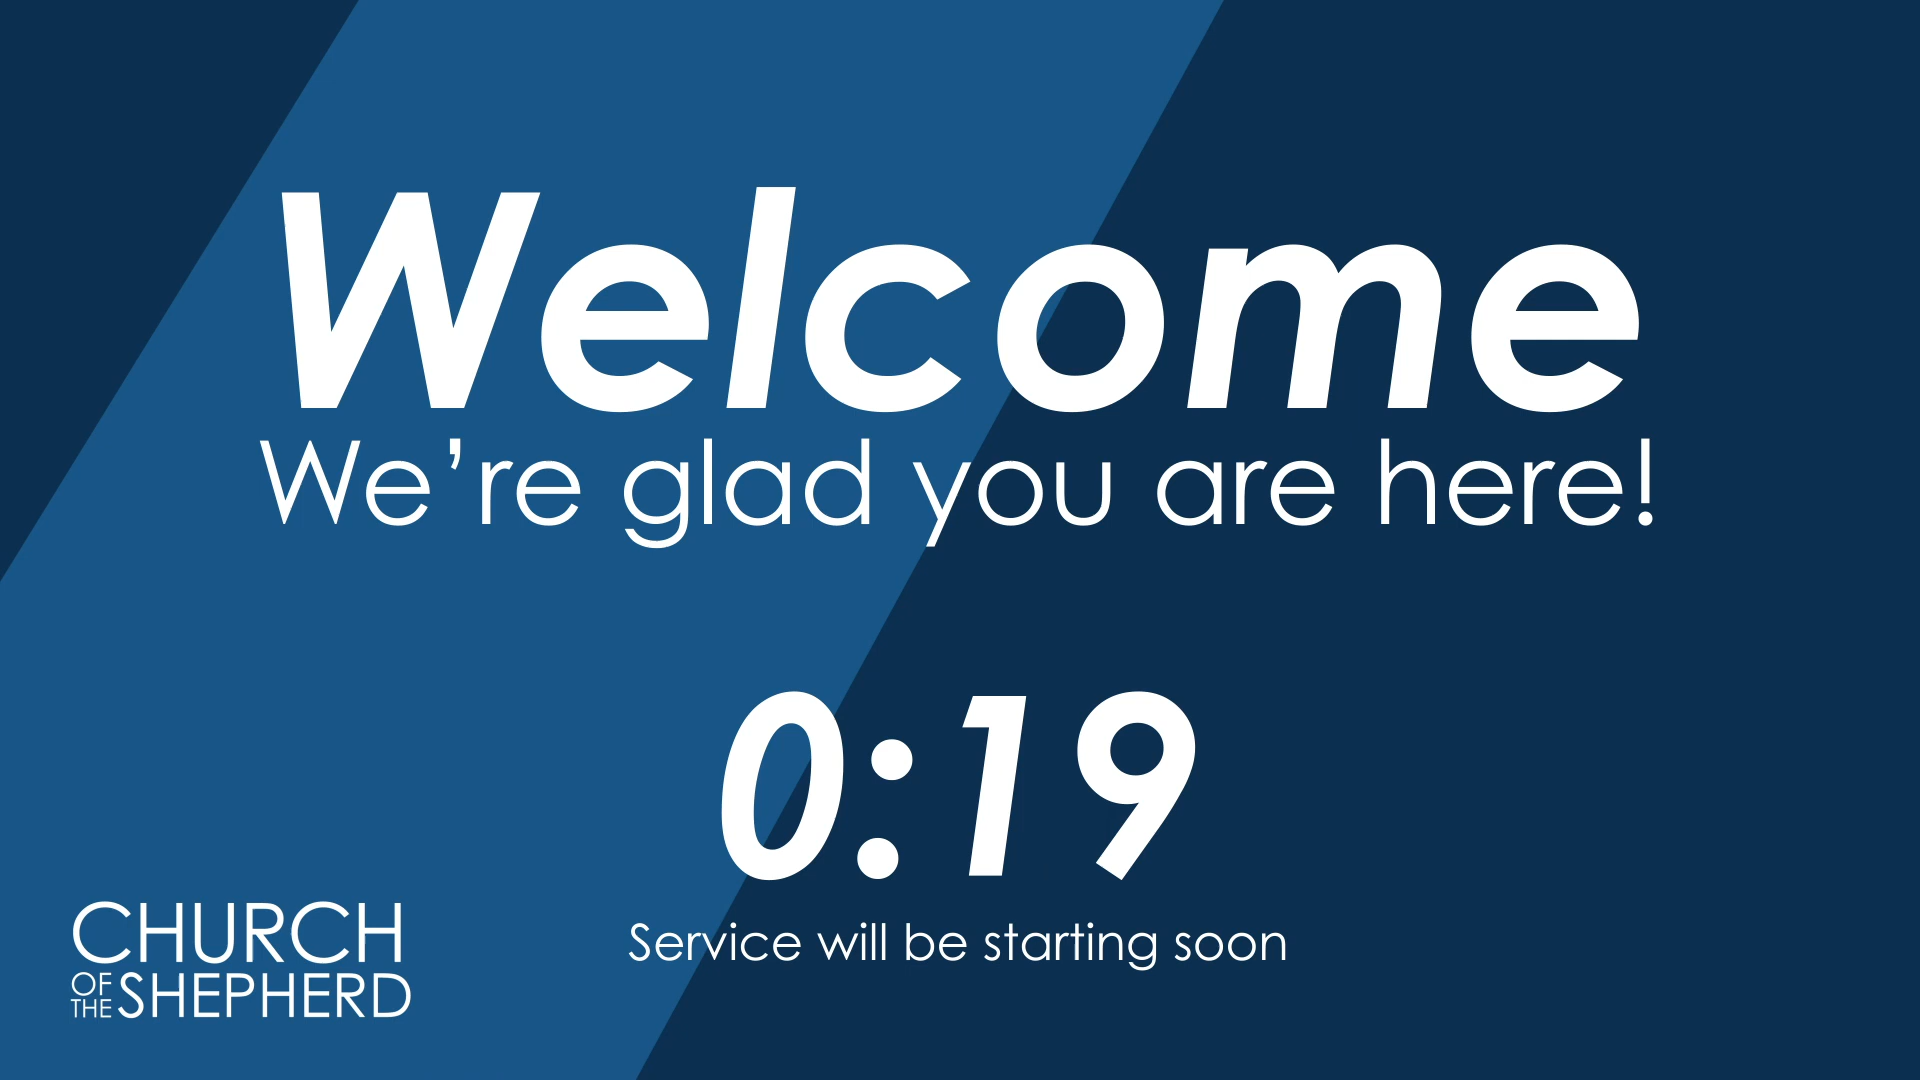 Welcome
We’re glad you are here!
0:19
Service will be starting soon
CHURCH
OF THE SHEPHERD